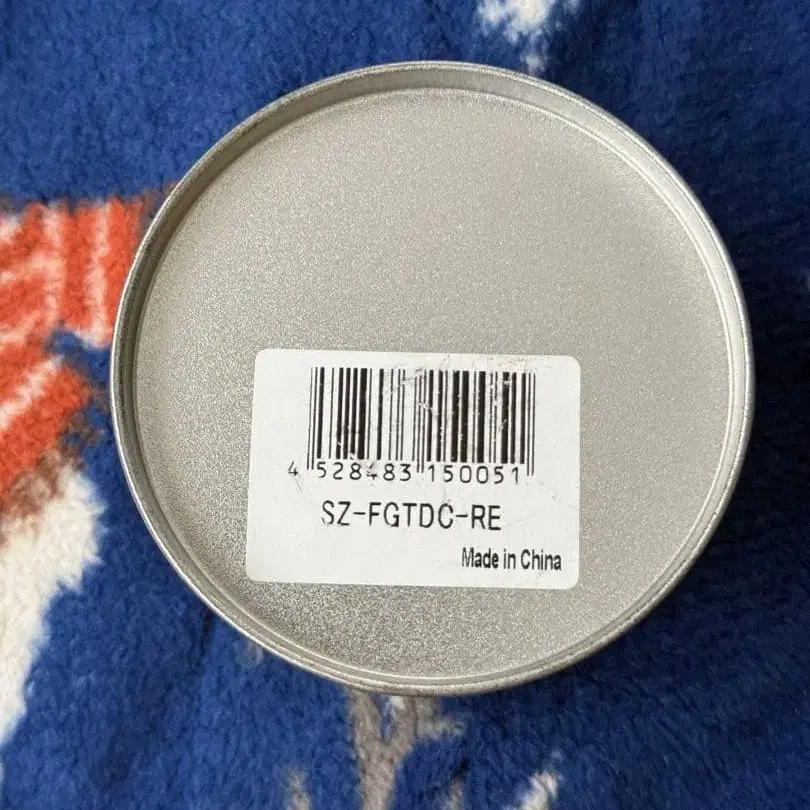 4 528483 150051
SZ-FGTDC-RE
Made in China